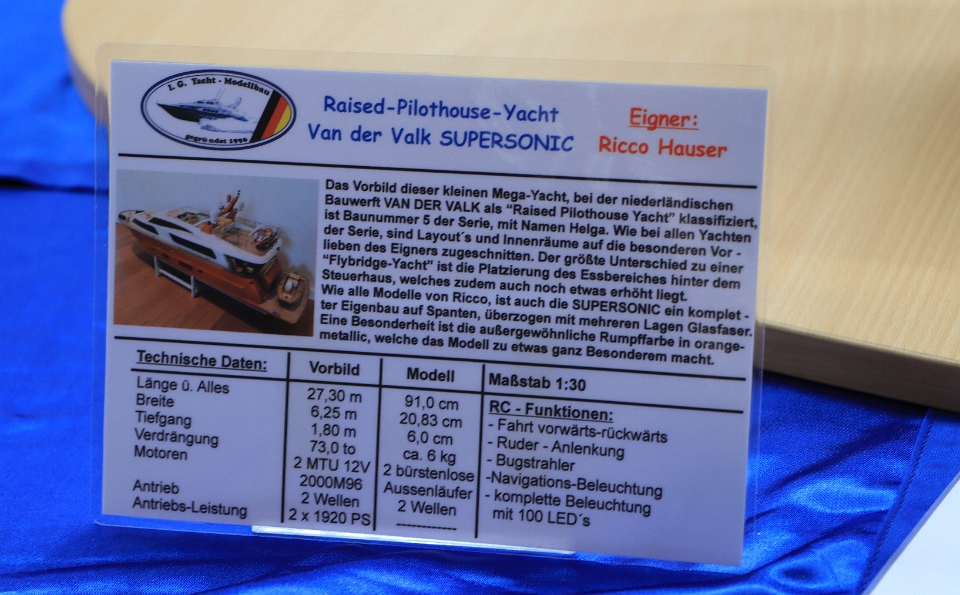 I. G. Yacht - Modellbau
gegründet 1996
Raised-Pilothouse-Yacht
Van der Valk SUPERSONIC
Eigner:
Ricco Hauser
Das Vorbild dieser kleinen Mega-Yacht, bei der niederländischen
Bauwerft VAN DER VALK als “Raised Pilothouse Yacht” klassifiziert,
ist Baunummer 5 der Serie, mit Namen Helga. Wie bei allen Yachten
der Serie, sind Layout´s und Innenräume auf die besonderen Vor -
lieben des Eigners zugeschnitten. Der größte Unterschied zu einer
“Flybridge-Yacht” ist die Platzierung des Essbereiches hinter dem
Steuerhaus, welches zudem auch noch etwas erhöht liegt.
Wie alle Modelle von Ricco, ist auch die SUPERSONIC ein komplet -
ter Eigenbau auf Spanten, überzogen mit mehreren Lagen Glasfaser.
Eine Besonderheit ist die außergewöhnliche Rumpffarbe in orange-
metallic, welche das Modell zu etwas ganz Besonderem macht.
Technische Daten: Vorbild Modell Maßstab 1:30
Länge ü. Alles 27,30 m 91,0 cm
Breite 6,25 m 20,83 cm
Tiefgang 1,80 m 6,0 cm
Verdrängung 73,0 to ca. 6 kg
Motoren 2 MTU 12V 2 bürstenlose
2000M96 Aussenläufer
Antrieb 2 Wellen 2 Wellen
Antriebs-Leistung 2 x 1920 PS ------------
RC - Funktionen:
- Fahrt vorwärts-rückwärts
- Ruder - Anlenkung
- Bugstrahler
-Navigations-Beleuchtung
- komplette Beleuchtung
mit 100 LED´s